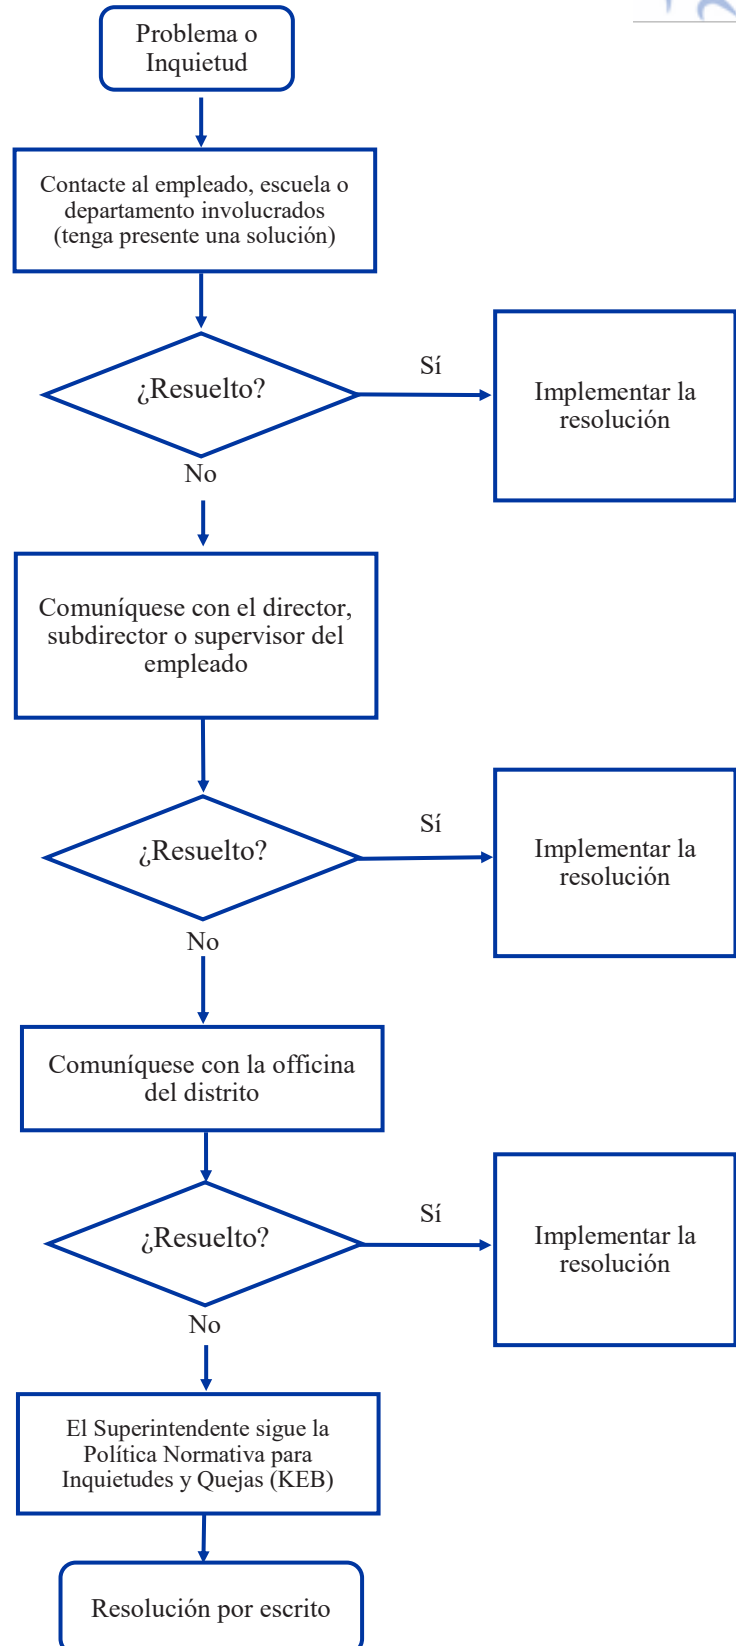 Problema o
Inquietud
Contacte al empleado, escuela o
departamento involucrados
(tenga presente una solución)
¿Resuelto?
Sí
Implementar la
resolución
No
Comuníquese con el director,
subdirector o supervisor del
empleado
¿Resuelto?
Sí
Implementar la
resolución
No
Comuníquese con la officina
del distrito
¿Resuelto?
Sí
Implementar la
resolución
No
El Superintendente sigue la
Política Normativa para
Inquietudes y Quejas (KEB)
Resolución por escrito